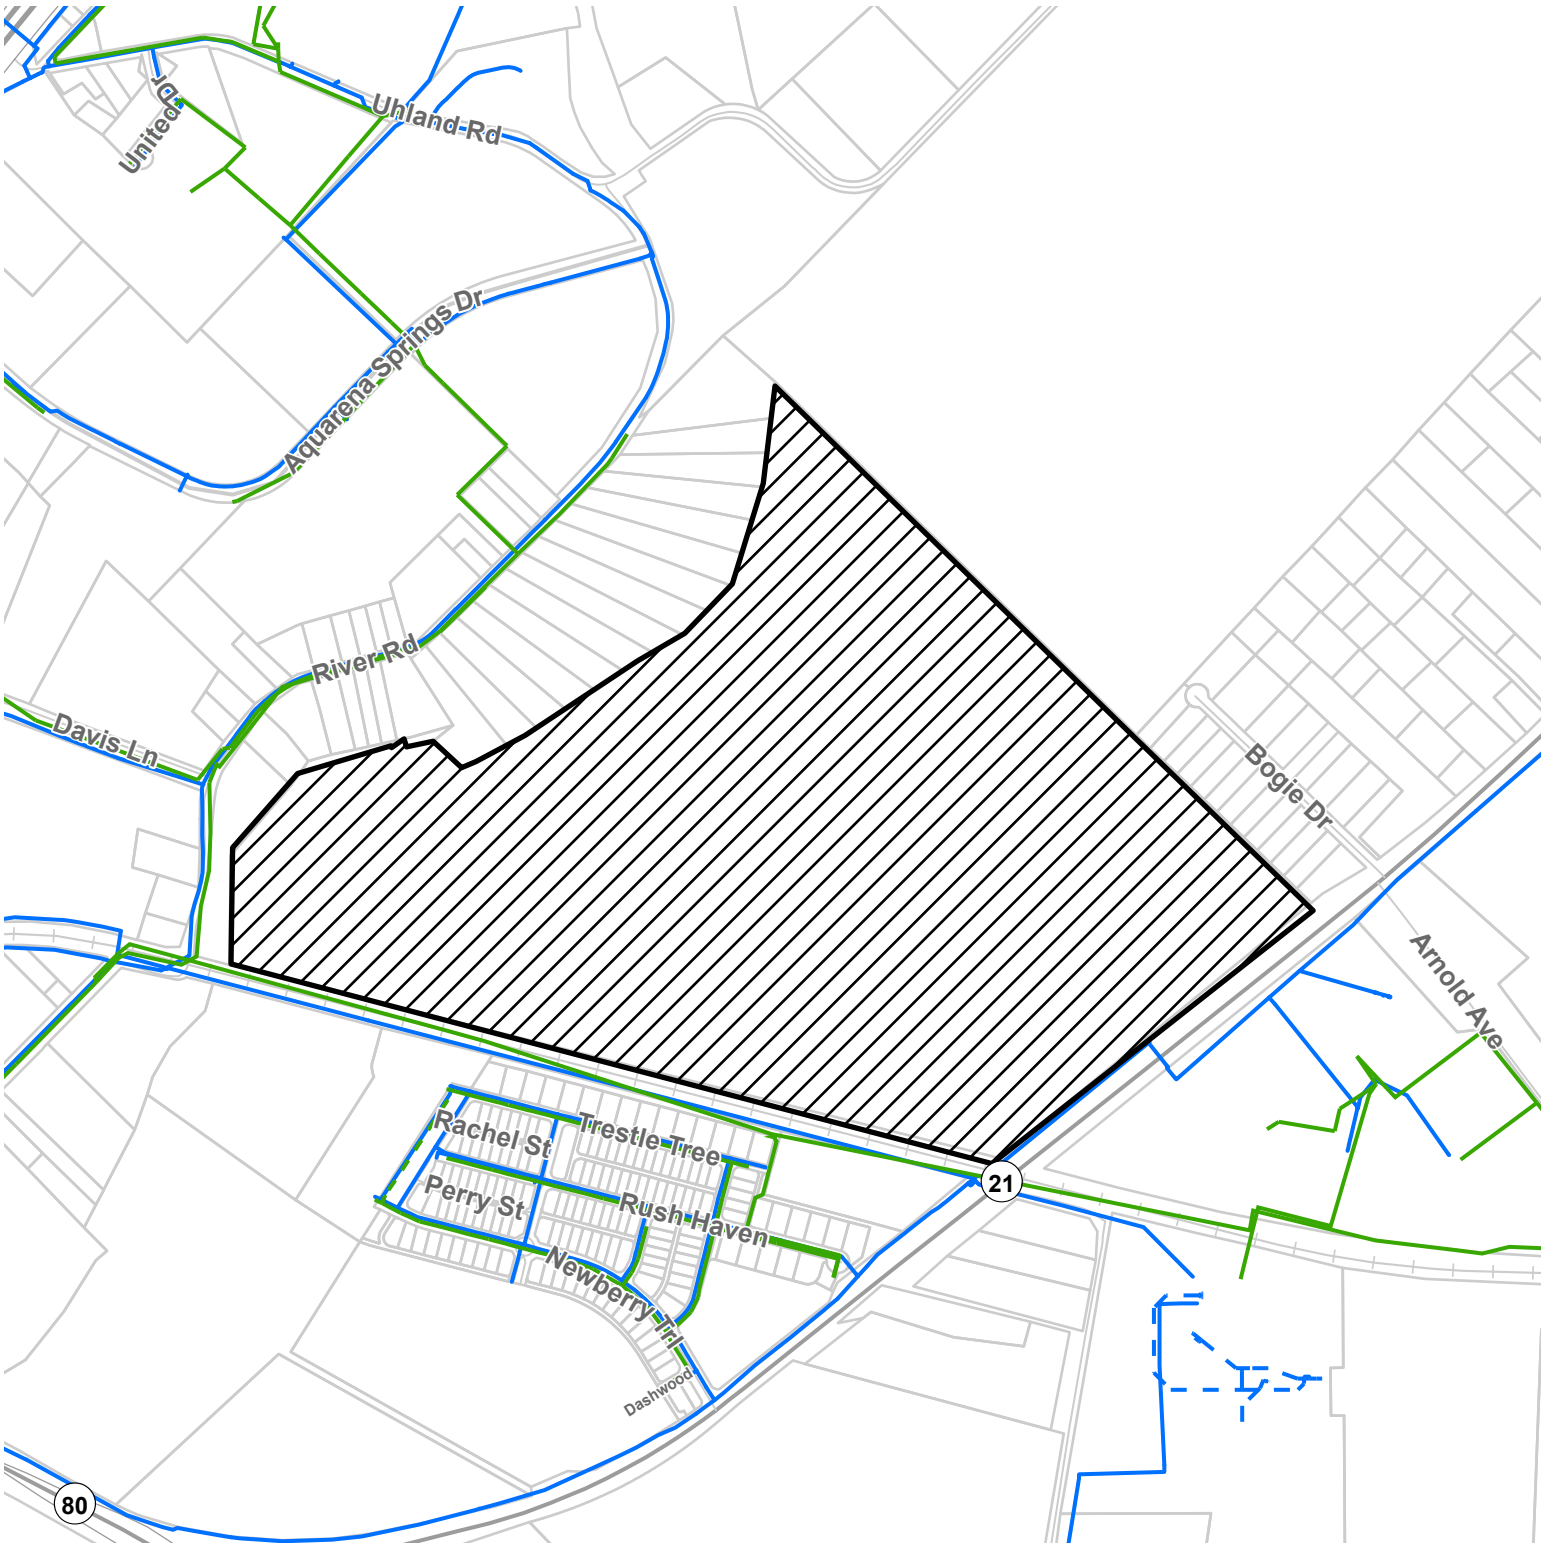 Uhland Rd
United Dr
Aquarena Springs Dr
River Rd
Davis Ln
Bogie Dr
Arnold Ave
Trestle Tree
Rachel St
21
Perry St
Rush Haven
Newberry Trl
Dashwood
80